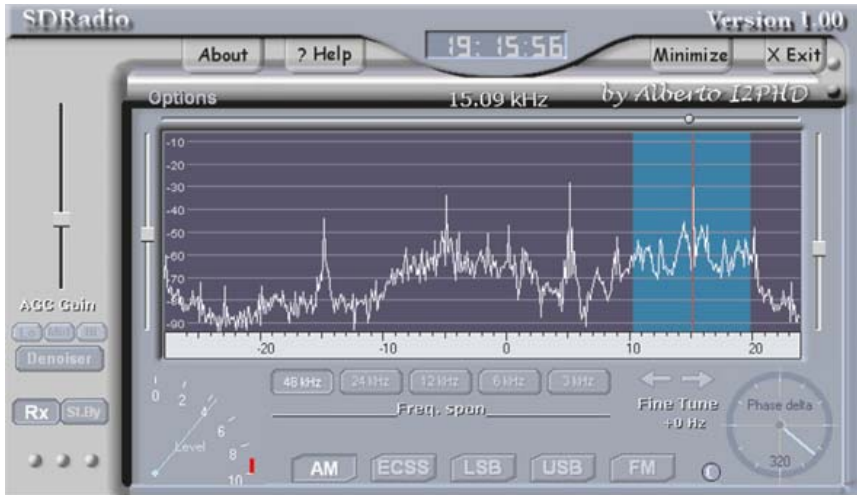 SDRadio
Version 1.00
About
? Help
19:15:56
Minimize
X Exit
Options
15.09 kHz
by Alberto I2PHD
-10
-20
-30
-40
-50
-60
-70
-80
-90
-20
-10
0
10
20
AGC Gain
Lo Mid Hi
Denoiser
Rx St.By
48 kHz
24 kHz
12 kHz
6 kHz
3 kHz
Freq. span
Fine Tune
+0 Hz
Phase delta
320
0
2
4
6
8
10
Level
AM
ECSS
LSB
USB
FM